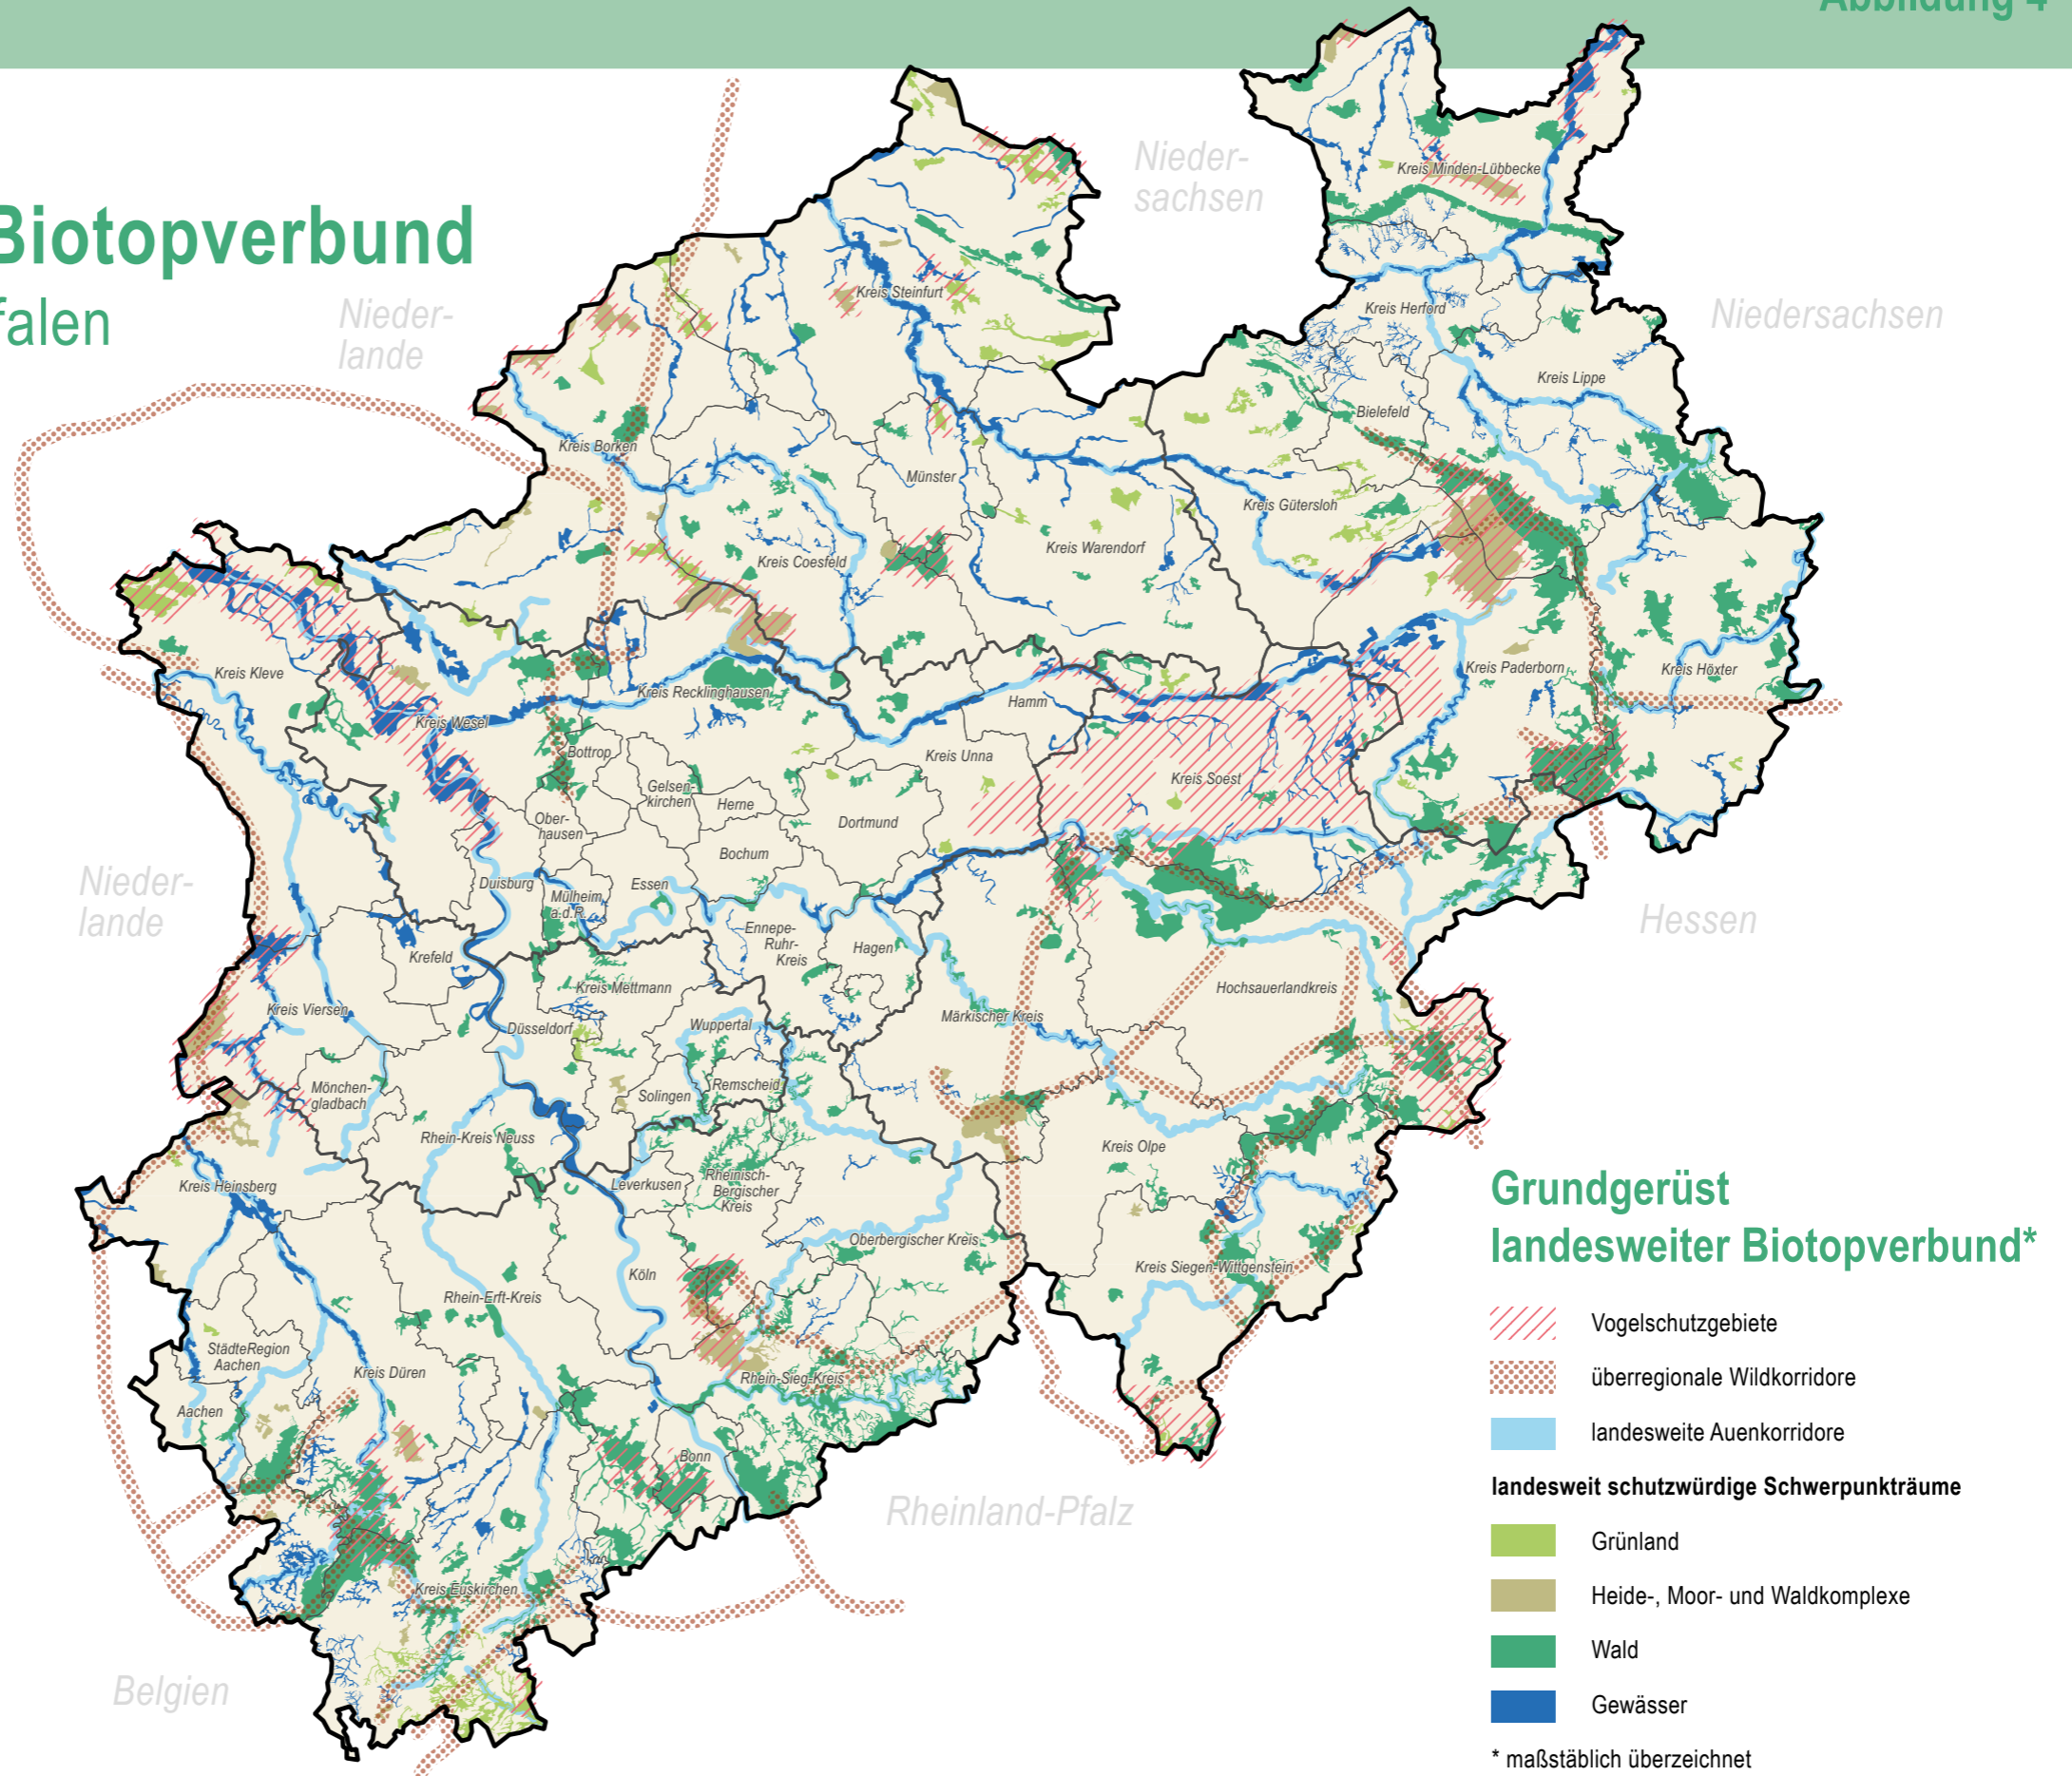 Abbildung 4
Biotopverbund
falen
Nieder-
lande
Nieder-
sachsen
Niedersachsen
Nieder-
lande
Hessen
Rheinland-Pfalz
Belgien
Kreis Minden-Lübbecke
Kreis Steinfurt
Kreis Herford
Kreis Lippe
Bielefeld
Kreis Borken
Münster
Kreis Gütersloh
Kreis Coesfeld
Kreis Warendorf
Kreis Kleve
Kreis Paderborn
Kreis Höxter
Kreis Recklinghausen
Hamm
Kreis Wesel
Bottrop
Kreis Unna
Gelsen-
kirchen
Herne
Kreis Soest
Ober-
hausen
Dortmund
Bochum
Duisburg
Mülheim
a.d.R.
Essen
Ennepe-
Ruhr-
Kreis
Hagen
Krefeld
Kreis Mettmann
Hochsauerlandkreis
Kreis Viersen
Düsseldorf
Wuppertal
Märkischer Kreis
Mönchen-
gladbach
Solingen
Remscheid
Rhein-Kreis Neuss
Kreis Olpe
Kreis Heinsberg
Leverkusen
Rheinisch-
Bergischer
Kreis
Oberbergischer Kreis
Köln
Kreis Siegen-Wittgenstein
Rhein-Erft-Kreis
StädteRegion
Aachen
Kreis Düren
Rhein-Sieg-Kreis
Aachen
Bonn
Kreis Euskirchen
Grundgerüst
landesweiter Biotopverbund*
Vogelschutzgebiete
überregionale Wildkorridore
landesweite Auenkorridore
landesweit schutzwürdige Schwerpunkträume
Grünland
Heide-, Moor- und Waldkomplexe
Wald
Gewässer
* maßstäblich überzeichnet